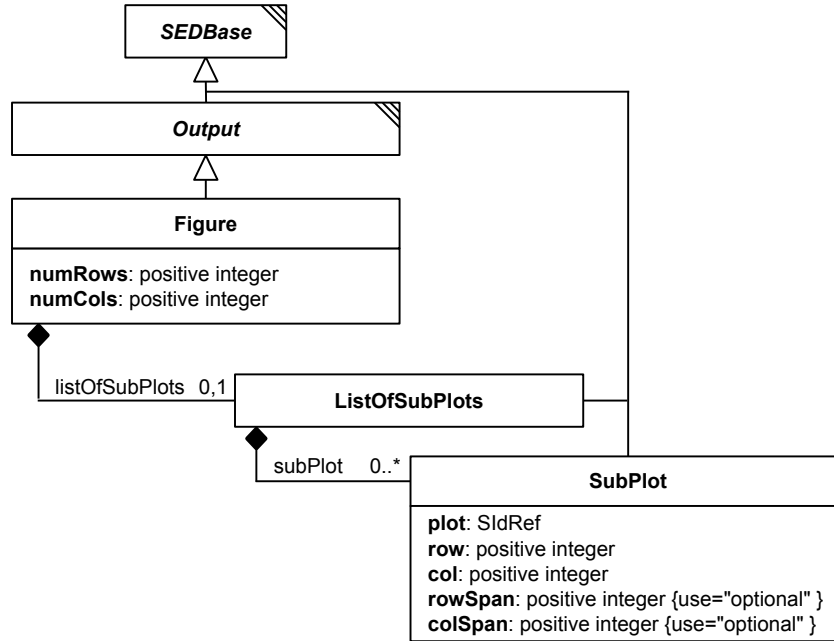 SEDBase
Output
Figure
numRows: positive integer
numCols: positive integer
listOfSubPlots 0,1
ListOfSubPlots
subPlot 0..*
SubPlot
plot: SIdRef
row: positive integer
col: positive integer
rowSpan: positive integer {use="optional" }
colSpan: positive integer {use="optional" }